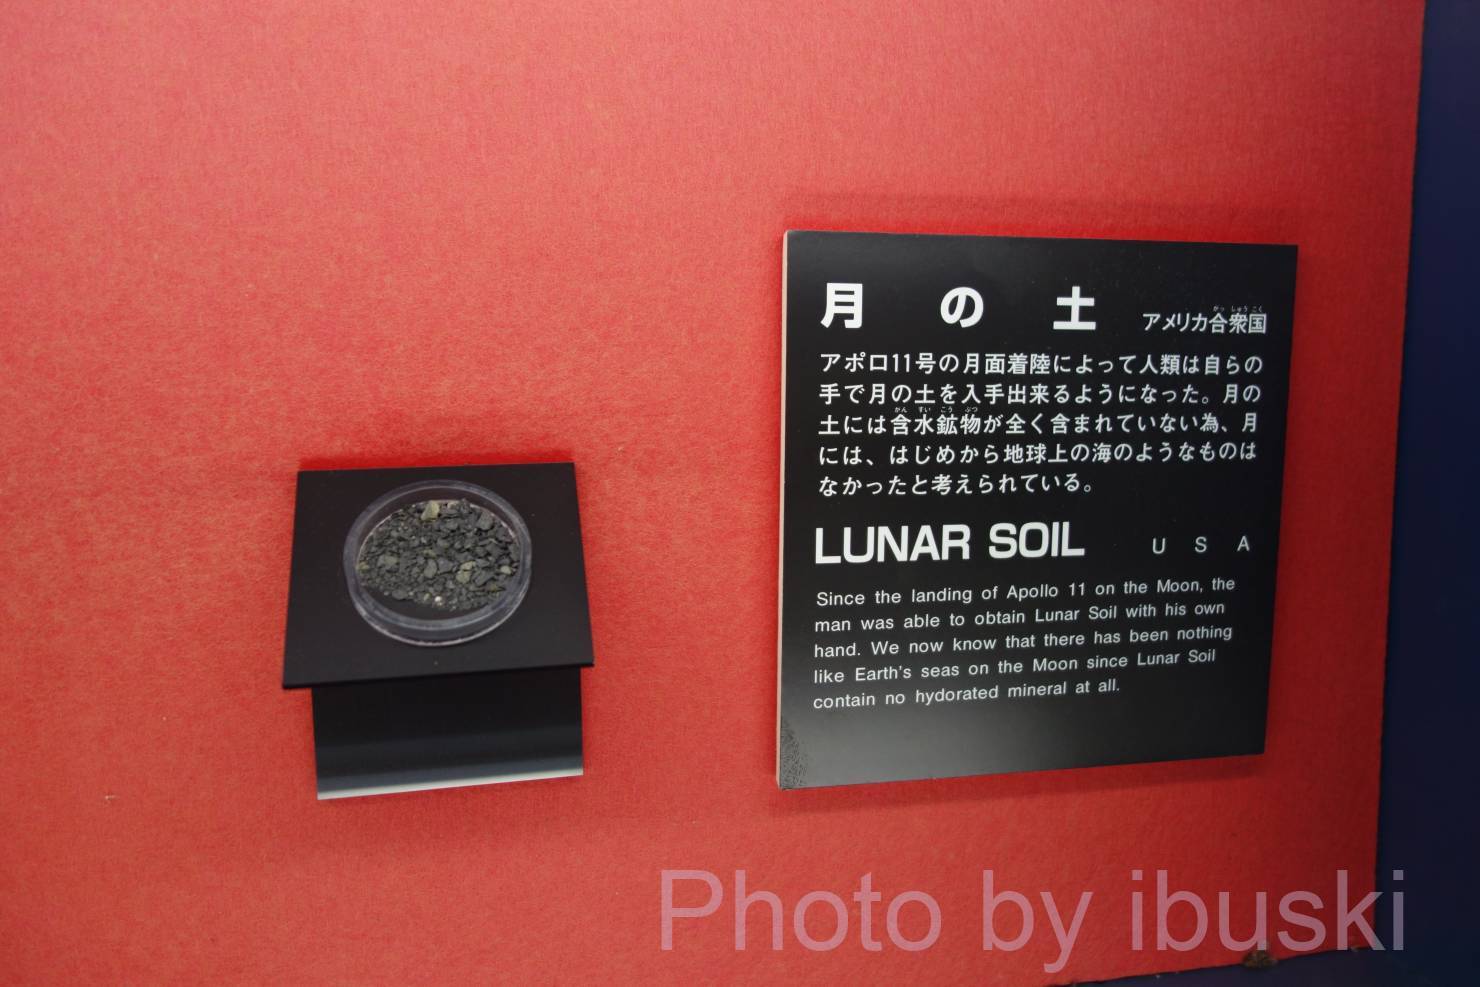 月の土 アメリカ合衆国
アポロ11号の月面着陸によって人類は自らの
手で月の土を入手出来るようになった。月の
土には含水鉱物が全く含まれていない為、月
には、はじめから地球上の海のようなものは
なかったと考えられている。
LUNAR SOIL USA
Since the landing of Apollo 11 on the Moon, the
man was able to obtain Lunar Soil with his own
hand. We now know that there has been nothing
like Earth's seas on the Moon since Lunar Soil
contain no hydorated mineral at all.
Photo by ibuski